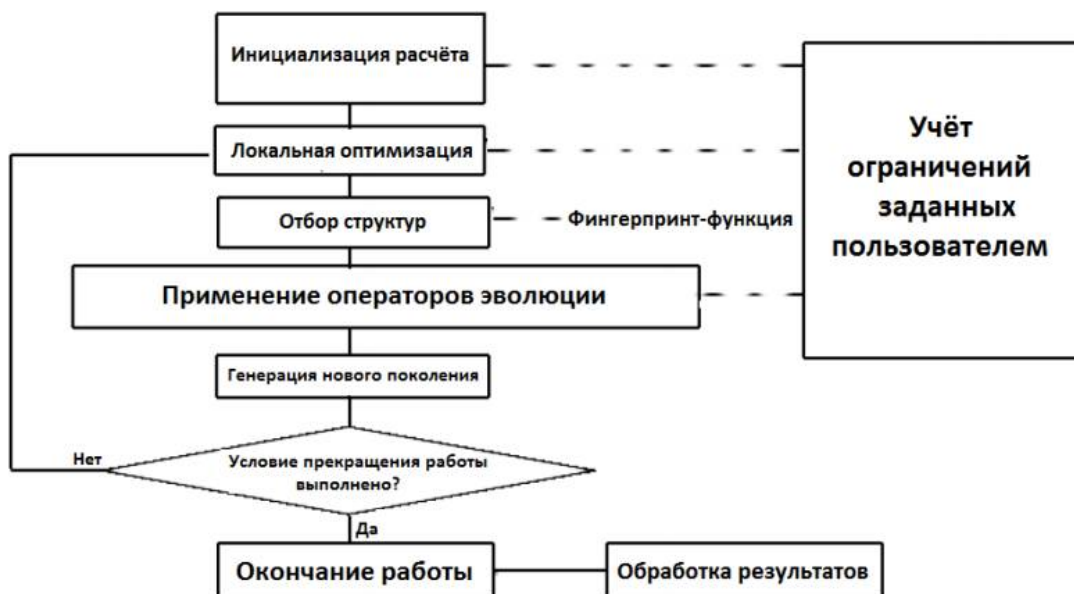 Инициализация расчёта
Локальная оптимизация
Отбор структур
Фингерпринт-функция
Учёт
ограничений
заданных
пользователем
Применение операторов эволюции
Генерация нового поколения
Нет
Условие прекращения работы
выполнено?
Да
Окончание работы
Обработка результатов